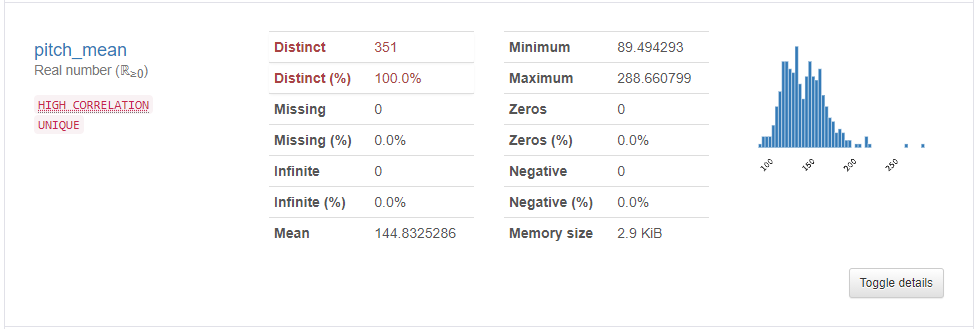 pitch_mean
Real number (ℝ≥0)
HIGH CORRELATION
UNIQUE
Distinct 351
Distinct (%) 100.0%
Missing 0
Missing (%) 0.0%
Infinite 0
Infinite (%) 0.0%
Mean 144.8325286
Minimum 89.494293
Maximum 288.660799
Zeros 0
Zeros (%) 0.0%
Negative 0
Negative (%) 0.0%
Memory size 2.9 KiB
100 150 200 250
Toggle details